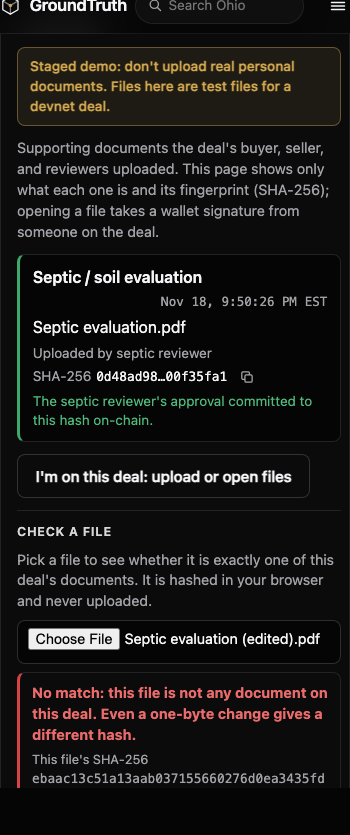 GroundTruth
Search Ohio
Staged demo: don't upload real personal
documents. Files here are test files for a
devnet deal.
Supporting documents the deal's buyer, seller,
and reviewers uploaded. This page shows only
what each one is and its fingerprint (SHA-256);
opening a file takes a wallet signature from
someone on the deal.
Septic / soil evaluation
Nov 18, 9:50:26 PM EST
Septic evaluation.pdf
Uploaded by septic reviewer
SHA-256 0d48ad98…00f35fa1
The septic reviewer's approval committed to
this hash on-chain.
I'm on this deal: upload or open files
CHECK A FILE
Pick a file to see whether it is exactly one of this
deal's documents. It is hashed in your browser
and never uploaded.
Choose File Septic evaluation (edited).pdf
No match: this file is not any document on
this deal. Even a one-byte change gives a
different hash.
This file's SHA-256
ebaac13c51a13aab037155660276d0ea3435fd